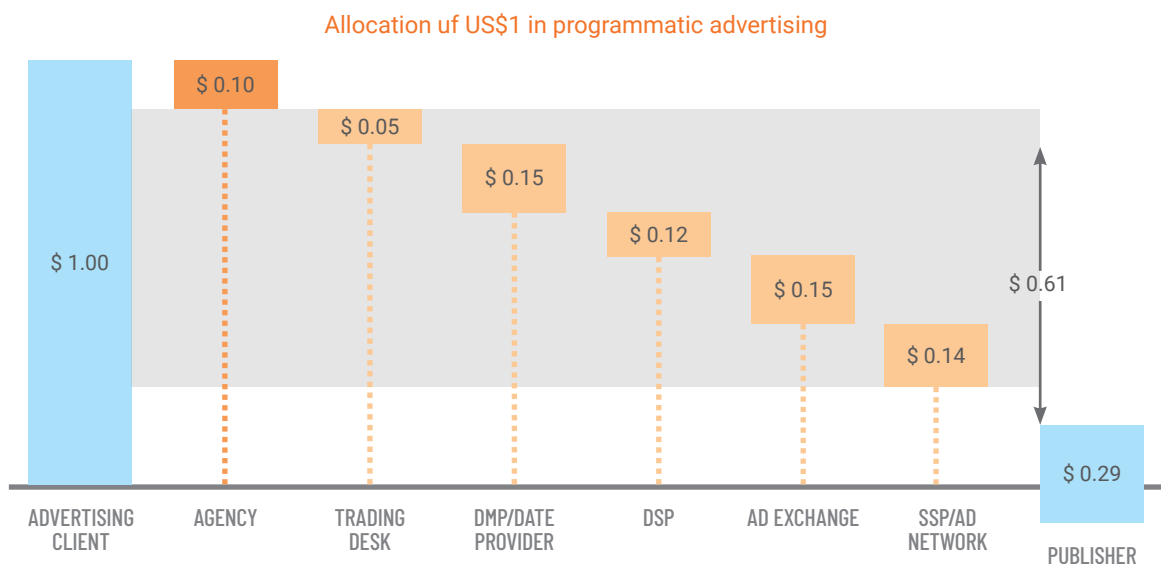 Allocation uf US$1 in programmatic advertising
$ 0.10
$ 0.05
$ 0.15
$ 0.12
$ 1.00
$ 0.15
$ 0.61
$ 0.14
$ 0.29
ADVERTISING
CLIENT
AGENCY
TRADING
DESK
DMP/DATE
PROVIDER
DSP
AD EXCHANGE
SSP/AD
NETWORK
PUBLISHER